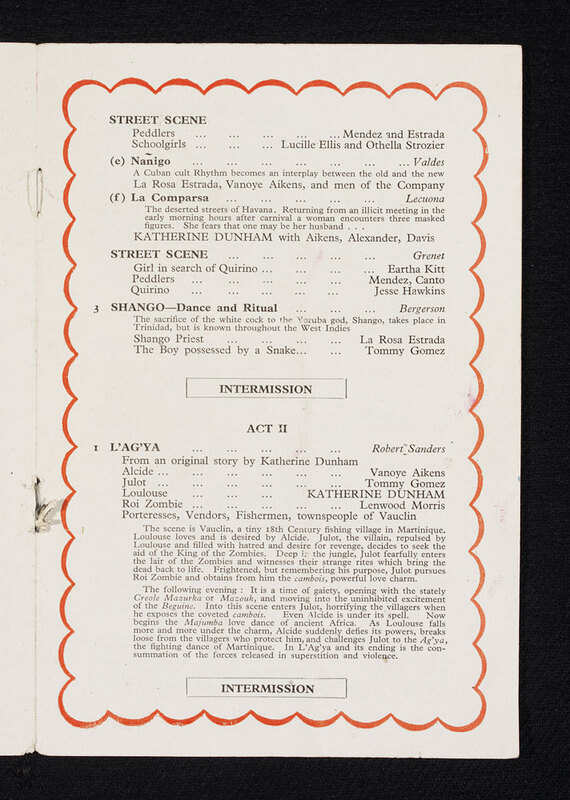 STREET SCENE
Peddlers ... ... ... ... ... Mendez and Estrada
Schoolgirls ... ... ... Lucille Ellis and Othella Strozier
(e) Nañigo ... ... ... ... ... ... ... Valdes
A Cuban cult Rhythm becomes an interplay between the old and the new
La Rosa Estrada, Vanoye Aikens, and men of the Company
(f) La Comparsa ... ... ... ... ... Lecuona
The deserted streets of Havana. Returning from an illicit meeting in the
early morning hours after carnival a woman encounters three masked
figures. She fears that one may be her husband . . .
KATHERINE DUNHAM with Aikens, Alexander, Davis
STREET SCENE ... ... ... ... ... Grenet
Girl in search of Quirino ... ... ... ... Eartha Kitt
Peddlers ... ... ... ... ... Mendez, Canto
Quirino ... ... ... ... ... Jesse Hawkins
3 SHANGO—Dance and Ritual ... ... ... Bergerson
The sacrifice of the white cock to the Yoruba god, Shango, takes place in
Trinidad, but is known throughout the West Indies
Shango Priest ... ... ... ... La Rosa Estrada
The Boy possessed by a Snake... ... Tommy Gomez
INTERMISSION
ACT II
1 L'AG'YA ... ... ... ... ... Robert Sanders
From an original story by Katherine Dunham
Alcide ... ... ... ... ... ... Vanoye Aikens
Julot ... ... ... ... ... ... Tommy Gomez
Loulouse ... ... ... ... KATHERINE DUNHAM
Roi Zombie ... ... ... ... ... Lenwood Morris
Porteresses, Vendors, Fishermen, townspeople of Vauclin
The scene is Vauclin, a tiny 18th Century fishing village in Martinique.
Loulouse loves and is desired by Alcide. Julot, the villain, repulsed by
Loulouse and filled with hatred and desire for revenge, decides to seek the
aid of the King of the Zombies. Deep in the jungle, Julot fearfully enters
the lair of the Zombies and witnesses their strange rites which bring the
dead back to life. Frightened, but remembering his purpose, Julot pursues
Roi Zombie and obtains from him the cambois, powerful love charm.
The following evening : It is a time of gaiety, opening with the stately
Creole Mazurka or Mazouk, and moving into the uninhibited excitement
of the Beguine. Into this scene enters Julot, horrifying the villagers when
he exposes the coveted cambois. Even Alcide is under its spell. Now
begins the Majumba love dance of ancient Africa. As Loulouse falls
more and more under the charm, Alcide suddenly defies its powers, breaks
loose from the villagers who protect him, and challenges Julot to the Ag'ya,
the fighting dance of Martinique. In L'Ag'ya and its ending is the con-
summation of the forces released in superstition and violence.
INTERMISSION